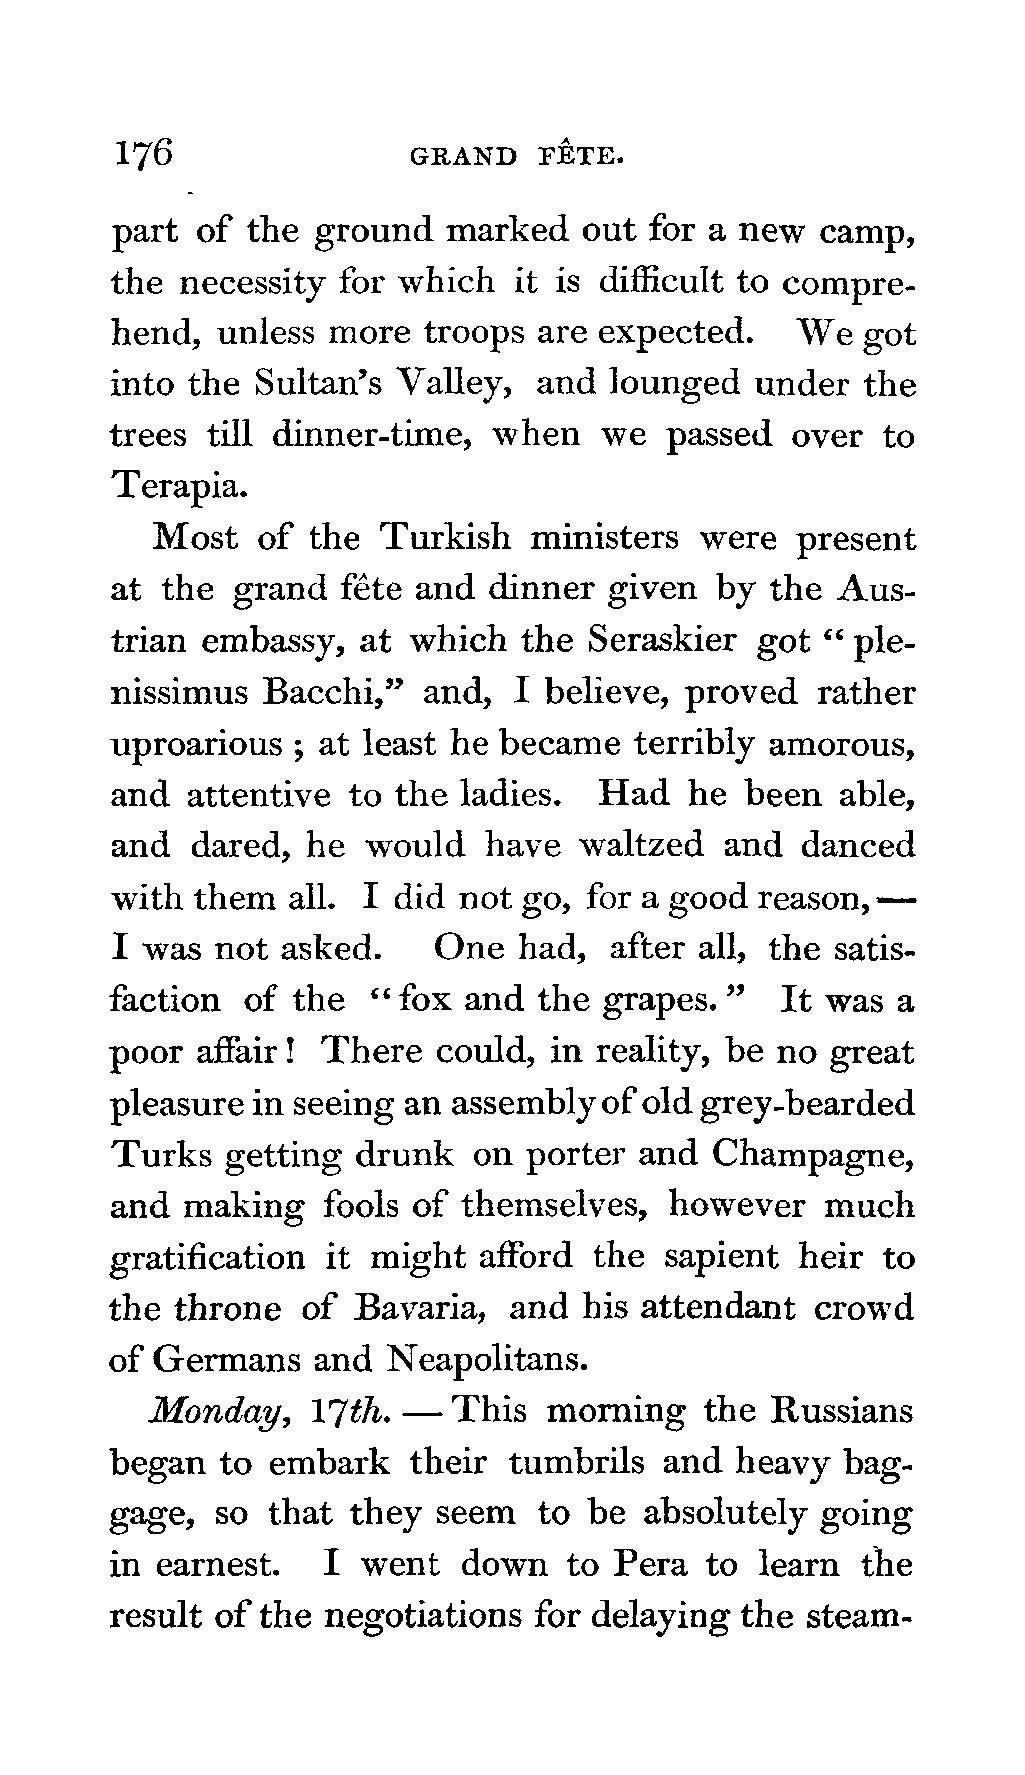 176 GRAND FÊTE.
part of the ground marked out for a new camp,
the necessity for which it is difficult to compre-
hend, unless more troops are expected. We got
into the Sultan's Valley, and lounged under the
trees till dinner-time, when we passed over to
Terapia.
Most of the Turkish ministers were present
at the grand fête and dinner given by the Aus-
trian embassy, at which the Seraskier got “ ple-
nissimus Bacchi,” and, I believe, proved rather
uproarious ; at least he became terribly amorous,
and attentive to the ladies. Had he been able,
and dared, he would have waltzed and danced
with them all. I did not go, for a good reason,—
I was not asked. One had, after all, the satis-
faction of the “ fox and the grapes. ” It was a
poor affair ! There could, in reality, be no great
pleasure in seeing an assembly of old grey-bearded
Turks getting drunk on porter and Champagne,
and making fools of themselves, however much
gratification it might afford the sapient heir to
the throne of Bavaria, and his attendant crowd
of Germans and Neapolitans.
Monday, 17th. — This morning the Russians
began to embark their tumbrils and heavy bag-
gage, so that they seem to be absolutely going
in earnest. I went down to Pera to learn the
result of the negotiations for delaying the steam-